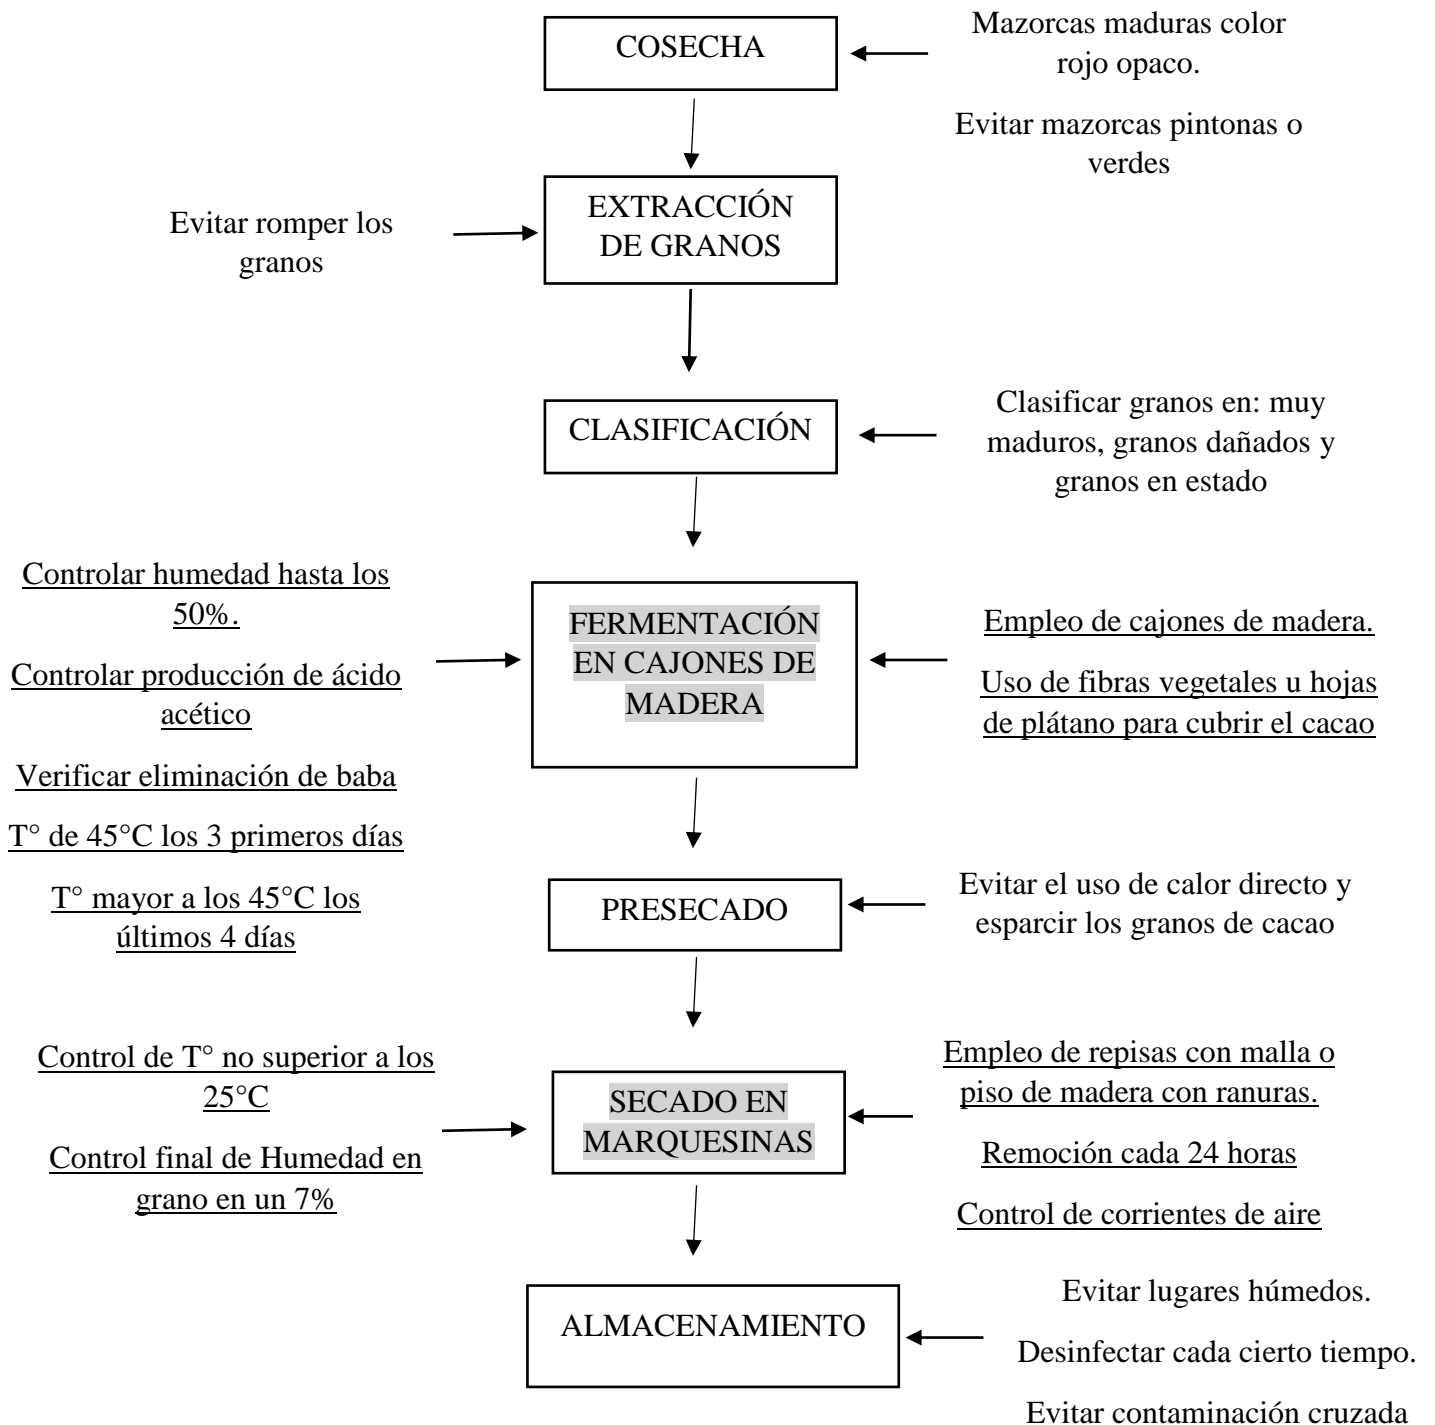 COSECHA
Mazorcas maduras color
rojo opaco.
Evitar mazorcas pintonas o
verdes
Evitar romper los
granos
EXTRACCIÓN
DE GRANOS
CLASIFICACIÓN
Clasificar granos en: muy
maduros, granos dañados y
granos en estado
Controlar humedad hasta los
50%.
Controlar producción de ácido
acético
Verificar eliminación de baba
T° de 45°C los 3 primeros días
T° mayor a los 45°C los
últimos 4 días
FERMENTACIÓN
EN CAJONES DE
MADERA
Empleo de cajones de madera.
Uso de fibras vegetales u hojas
de plátano para cubrir el cacao
PRESECADO
Evitar el uso de calor directo y
esparcir los granos de cacao
Control de T° no superior a los
25°C
Control final de Humedad en
grano en un 7%
SECADO EN
MARQUESINAS
Empleo de repisas con malla o
piso de madera con ranuras.
Remoción cada 24 horas
Control de corrientes de aire
ALMACENAMIENTO
Evitar lugares húmedos.
Desinfectar cada cierto tiempo.
Evitar contaminación cruzada